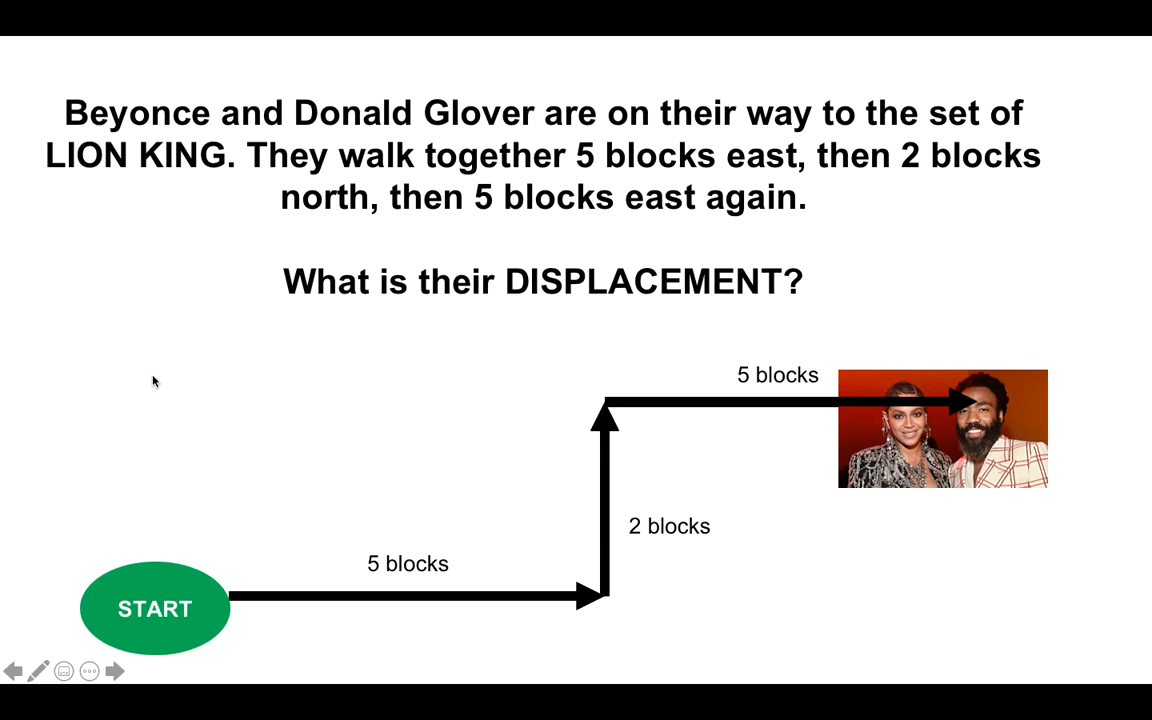 Beyonce and Donald Glover are on their way to the set of
LION KING. They walk together 5 blocks east, then 2 blocks
north, then 5 blocks east again.
What is their DISPLACEMENT?
5 blocks
2 blocks
5 blocks
START